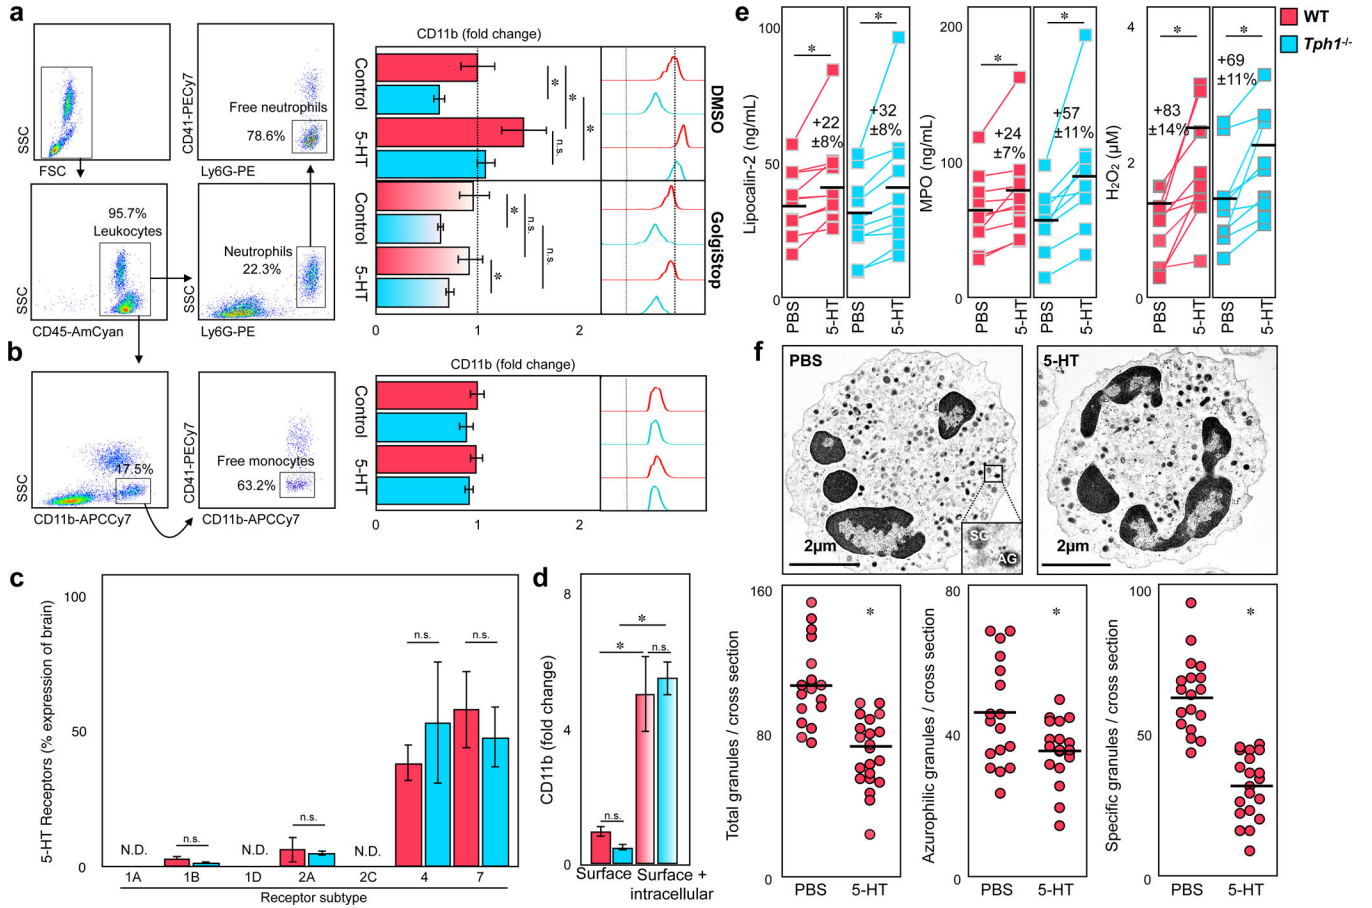 a
SSC
FSC
CD41-PECy7
Free neutrophils
78.6%
Ly6G-PE
95.7%
Leukocytes
SSC
CD45-AmCyan
Neutrophils
22.3%
SSC
Ly6G-PE
CD11b (fold change)
Control
5-HT
Control
5-HT
DMSO
GolgiStop
*
*
*
n.s.
*
n.s.
n.s.
*
0
1
2
b
SSC
17.5%
CD11b-APCCy7
CD41-PECy7
Free monocytes
63.2%
CD11b-APCCy7
CD11b (fold change)
Control
5-HT
0
1
2
c
5-HT Receptors (% expression of brain)
100
50
0
N.D.
n.s.
N.D.
n.s.
N.D.
n.s.
n.s.
1A
1B
1D
2A
2C
4
7
Receptor subtype
d
CD11b (fold change)
8
4
0
n.s.
*
*
n.s.
Surface
Surface +
intracellular
e
WT
Tph1-/-
Lipocalin-2 (ng/mL)
100
50
0
*
+22
±8%
*
+32
±8%
PBS
5-HT
PBS
5-HT
MPO (ng/mL)
200
100
0
*
+24
±7%
*
+57
±11%
PBS
5-HT
PBS
5-HT
H2O2 (µM)
4
2
0
*
+83
±14%
*
+69
±11%
PBS
5-HT
PBS
5-HT
f
PBS
2µm
SG
AG
5-HT
2µm
Total granules / cross section
160
80
0
*
PBS
5-HT
Azurophilic granules / cross section
80
40
0
*
PBS
5-HT
Specific granules / cross section
100
50
0
*
PBS
5-HT